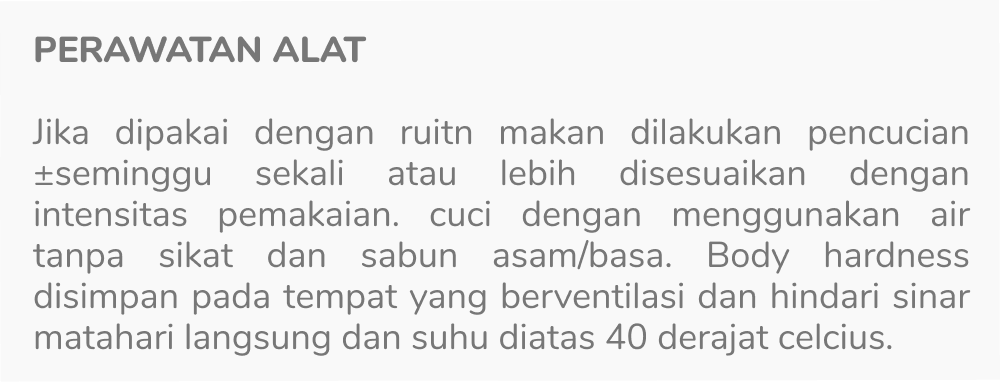 PERAWATAN ALAT
Jika dipakai dengan ruitn makan dilakukan pencucian
±seminggu sekali atau lebih disesuaikan dengan
intensitas pemakaian. cuci dengan menggunakan air
tanpa sikat dan sabun asam/basa. Body hardness
disimpan pada tempat yang berventilasi dan hindari sinar
matahari langsung dan suhu diatas 40 derajat celcius.